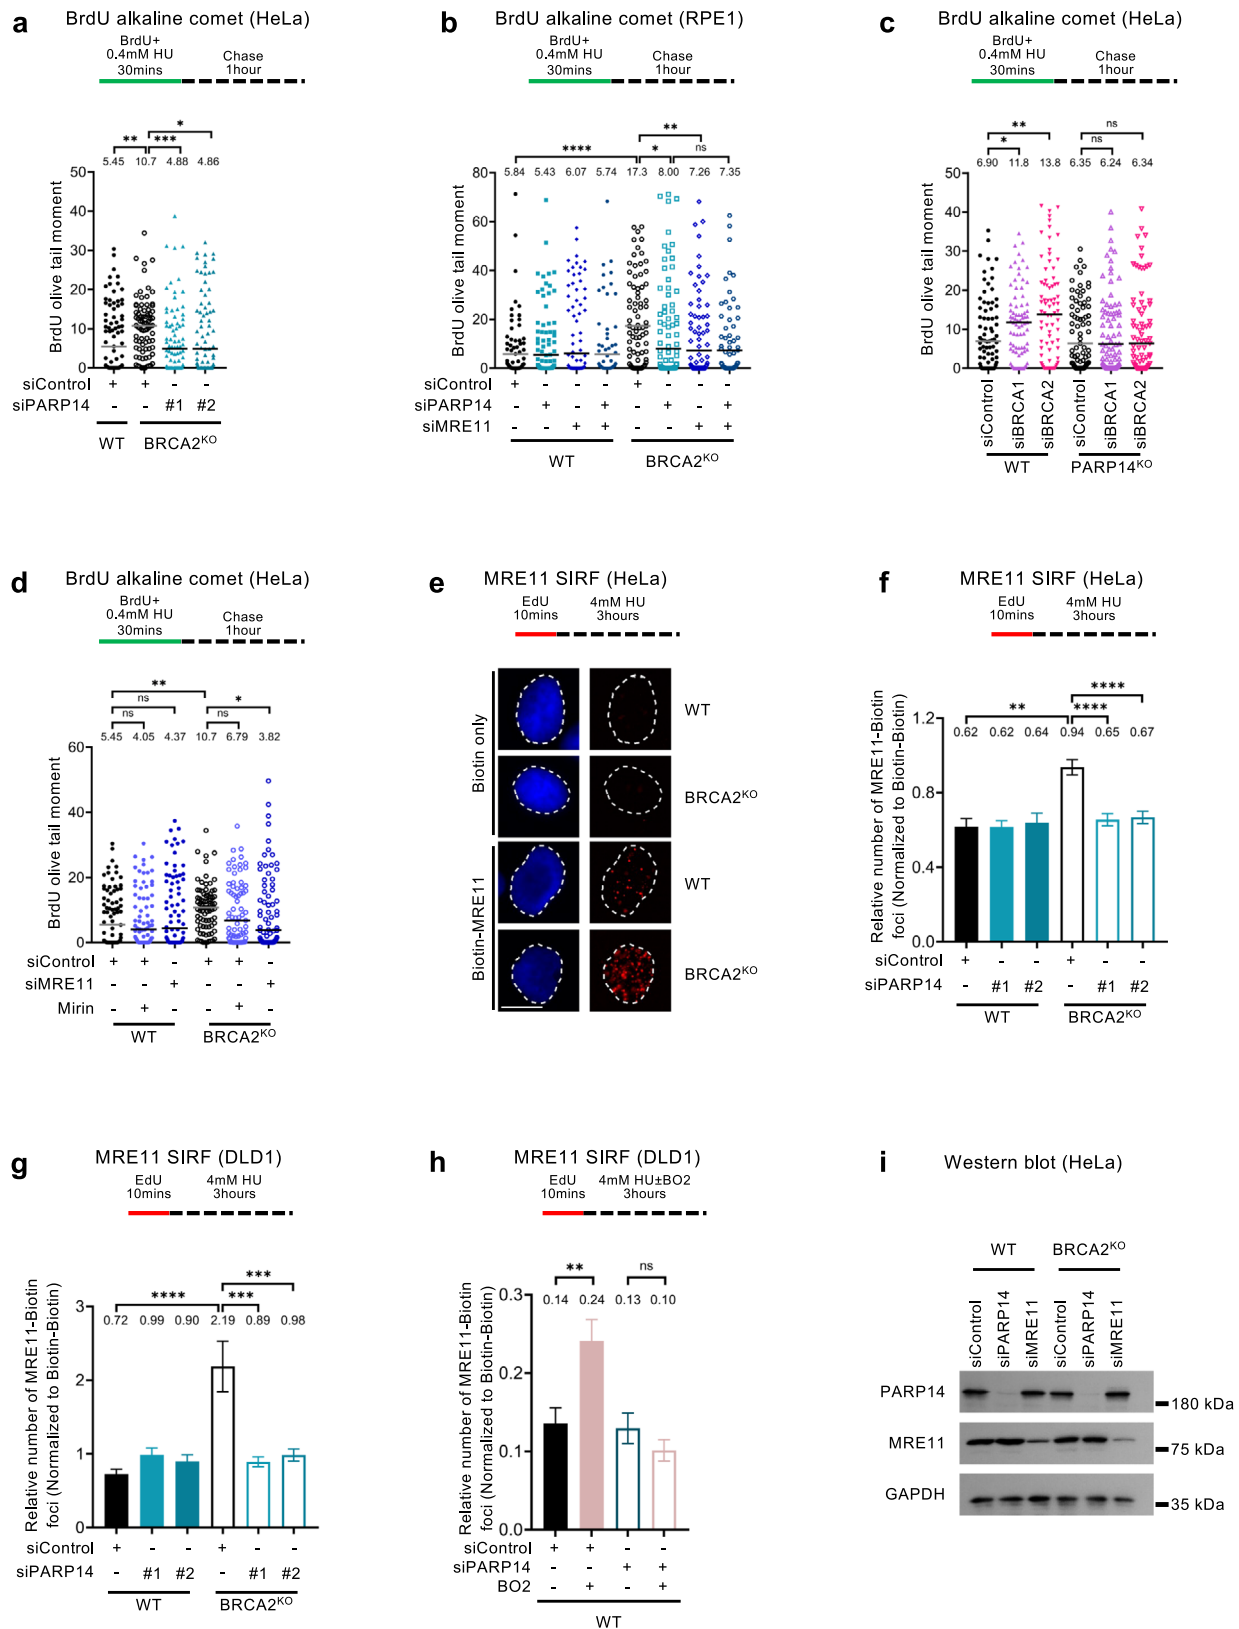 a
BrdU alkaline comet (HeLa)
BrdU+
0.4mM HU
30mins
Chase
1hour
** *** *
5.45 10.7 4.88 4.86
BrdU olive tail moment
50
40
30
20
10
0
siControl + + - -
siPARP14 - - #1 #2
WT BRCA2KO
b
BrdU alkaline comet (RPE1)
BrdU+
0.4mM HU
30mins
Chase
1hour
**** * ** ns
5.84 5.43 6.07 5.74 17.3 8.00 7.26 7.35
BrdU olive tail moment
80
60
40
20
0
siControl + - - - + - - -
siPARP14 - + - + - + - +
siMRE11 - - + + - - + +
WT BRCA2KO
c
BrdU alkaline comet (HeLa)
BrdU+
0.4mM HU
30mins
Chase
1hour
** ns
* ns
6.90 11.8 13.8 6.35 6.24 6.34
BrdU olive tail moment
50
40
30
20
10
0
siControl siBRCA1 siBRCA2 siControl siBRCA1 siBRCA2
WT PARP14KO
d
BrdU alkaline comet (HeLa)
BrdU+
0.4mM HU
30mins
Chase
1hour
**
ns *
ns ns
5.45 4.05 4.37 10.7 6.79 3.82
BrdU olive tail moment
60
40
20
0
siControl + + - + + -
siMRE11 - - + - - +
Mirin - + - - + -
WT BRCA2KO
e
MRE11 SIRF (HeLa)
EdU
10mins
4mM HU
3hours
Biotin only
WT
BRCA2KO
Biotin-MRE11
WT
BRCA2KO
f
MRE11 SIRF (HeLa)
EdU
10mins
4mM HU
3hours
** **** ****
0.62 0.62 0.64 0.94 0.65 0.67
Relative number of MRE11-Biotin
foci (Normalized to Biotin-Biotin)
1.2
0.9
0.6
0.3
0.0
siControl + - - + - -
siPARP14 - #1 #2 - #1 #2
WT BRCA2KO
g
MRE11 SIRF (DLD1)
EdU
10mins
4mM HU
3hours
**** *** ***
0.72 0.99 0.90 2.19 0.89 0.98
Relative number of MRE11-Biotin
foci (Normalized to Biotin-Biotin)
3
2
1
0
siControl + - - + - -
siPARP14 - #1 #2 - #1 #2
WT BRCA2KO
h
MRE11 SIRF (DLD1)
EdU
10mins
4mM HU±BO2
3hours
** ns
0.14 0.24 0.13 0.10
Relative number of MRE11-Biotin
foci (Normalized to Biotin-Biotin)
0.3
0.2
0.1
0.0
siControl + + - -
siPARP14 - - + +
BO2 - + - +
WT
i
Western blot (HeLa)
WT BRCA2KO
siControl siPARP14 siMRE11 siControl siPARP14 siMRE11
PARP14
180 kDa
MRE11
75 kDa
GAPDH
35 kDa